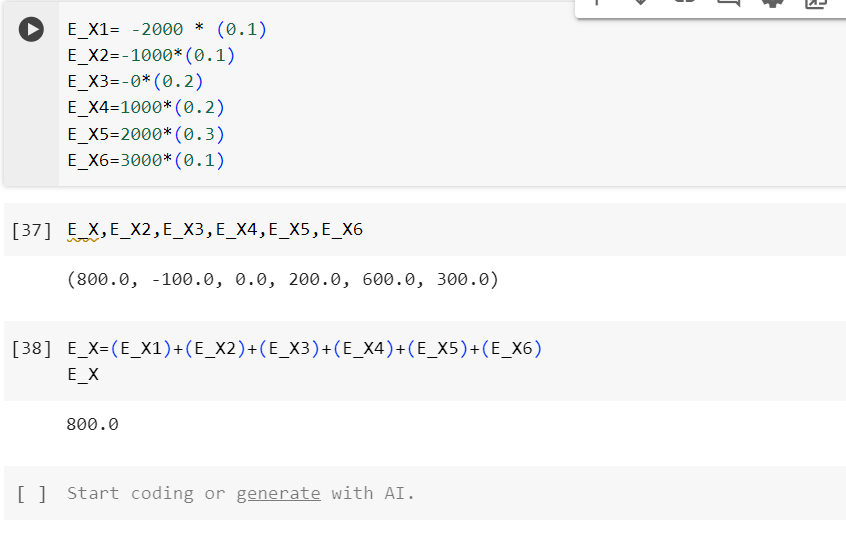 E_X1= -2000 * (0.1)
E_X2=-1000*(0.1)
E_X3=-0*(0.2)
E_X4=1000*(0.2)
E_X5=2000*(0.3)
E_X6=3000*(0.1)
[37] E_X,E_X2,E_X3,E_X4,E_X5,E_X6
(800.0, -100.0, 0.0, 200.0, 600.0, 300.0)
[38] E_X=(E_X1)+(E_X2)+(E_X3)+(E_X4)+(E_X5)+(E_X6)
E_X
800.0
[ ] Start coding or generate with AI.